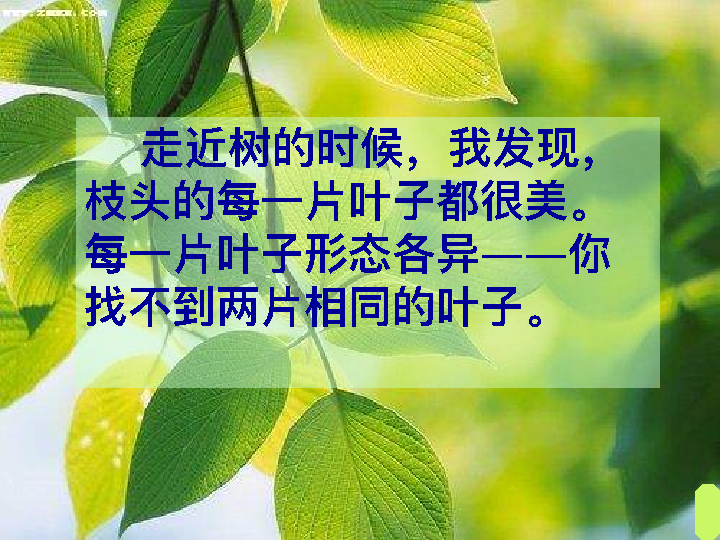 走近树的时候，我发现，
枝头的每一片叶子都很美。
每一片叶子形态各异——你
找不到两片相同的叶子。